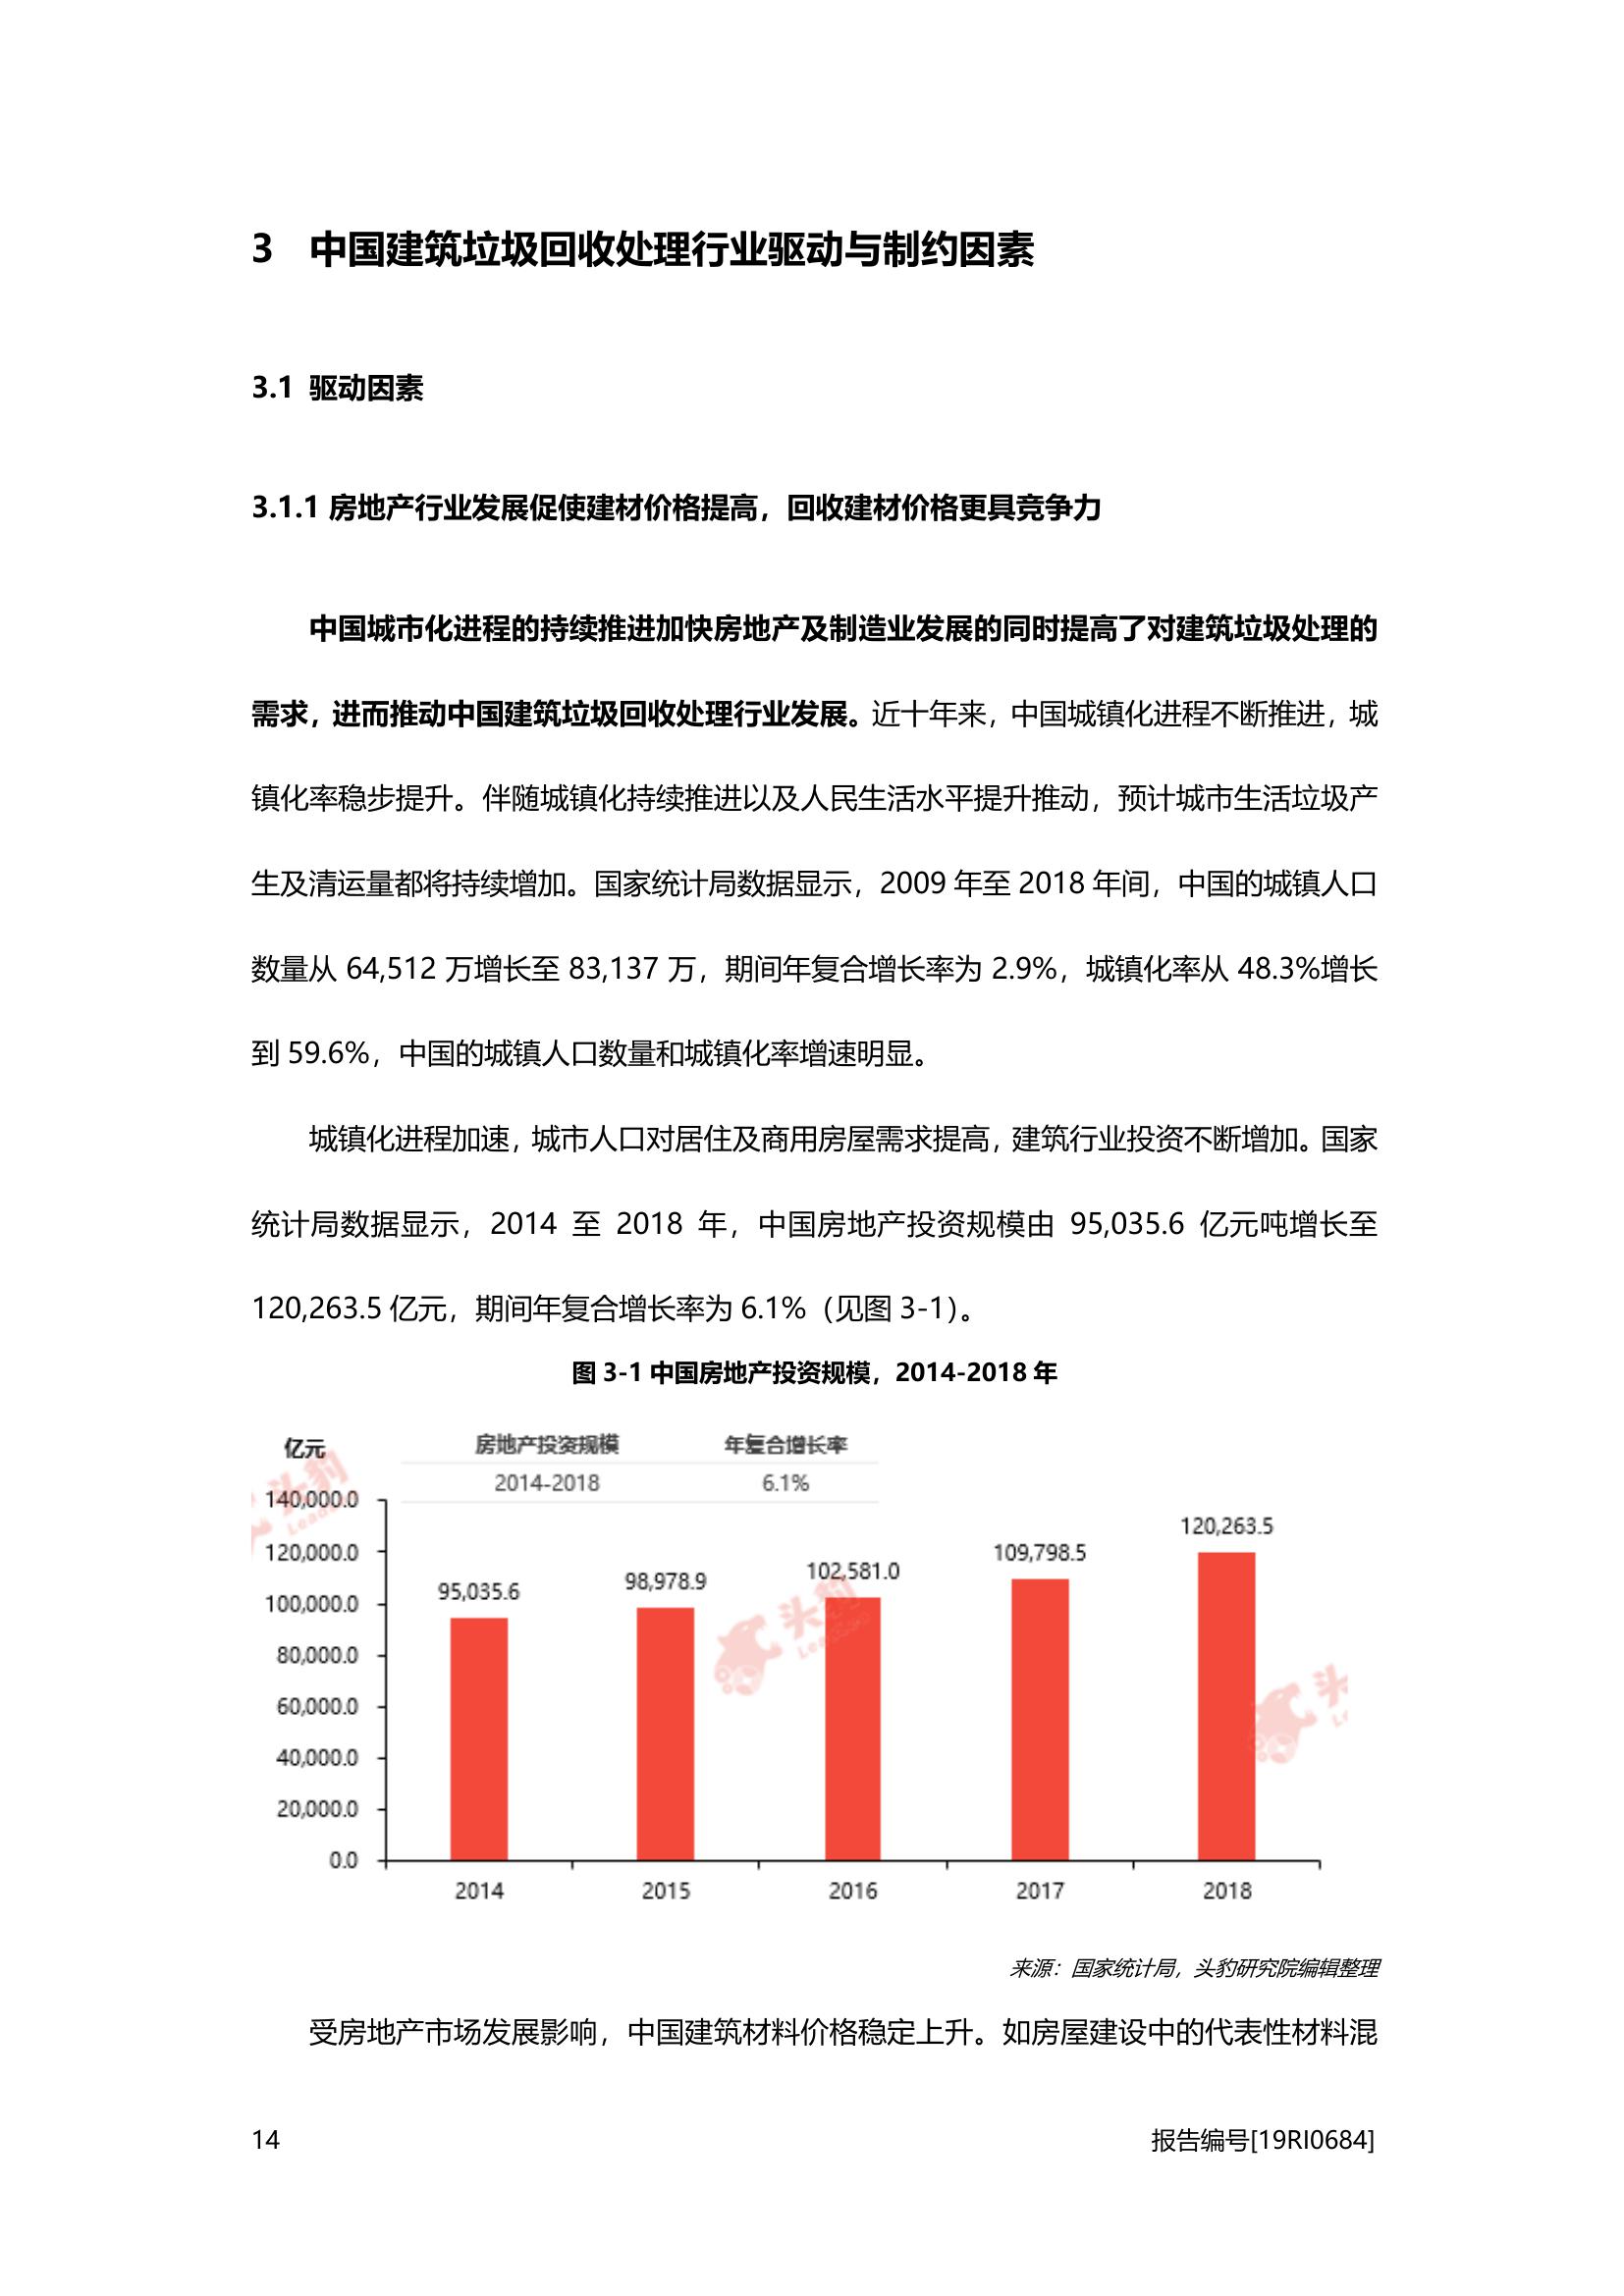 3 中国建筑垃圾回收处理行业驱动与制约因素
3.1 驱动因素
3.1.1 房地产行业发展促使建材价格提高，回收建材价格更具竞争力
中国城市化进程的持续推进加快房地产及制造业发展的同时提高了对建筑垃圾处理的
需求，进而推动中国建筑垃圾回收处理行业发展。近十年来，中国城镇化进程不断推进，城
镇化率稳步提升。伴随城镇化持续推进以及人民生活水平提升推动，预计城市生活垃圾产
生及清运量都将持续增加。国家统计局数据显示，2009 年至 2018 年间，中国的城镇人口
数量从 64,512 万增长至 83,137 万，期间年复合增长率为 2.9%，城镇化率从 48.3%增长
到 59.6%，中国的城镇人口数量和城镇化率增速明显。
城镇化进程加速，城市人口对居住及商用房屋需求提高，建筑行业投资不断增加。国家
统计局数据显示，2014 至 2018 年，中国房地产投资规模由 95,035.6 亿元吨增长至
120,263.5 亿元，期间年复合增长率为 6.1%（见图 3-1）。
图 3-1 中国房地产投资规模，2014-2018 年
亿元
房地产投资规模 年复合增长率
2014-2018 6.1%
140,000.0
120,000.0
100,000.0
80,000.0
60,000.0
40,000.0
20,000.0
0.0
95,035.6
98,978.9
102,581.0
109,798.5
120,263.5
2014 2015 2016 2017 2018
头豹
头豹
头
来源：国家统计局，头豹研究院编辑整理
受房地产市场发展影响，中国建筑材料价格稳定上升。如房屋建设中的代表性材料混
14 报告编号[19RI0684]